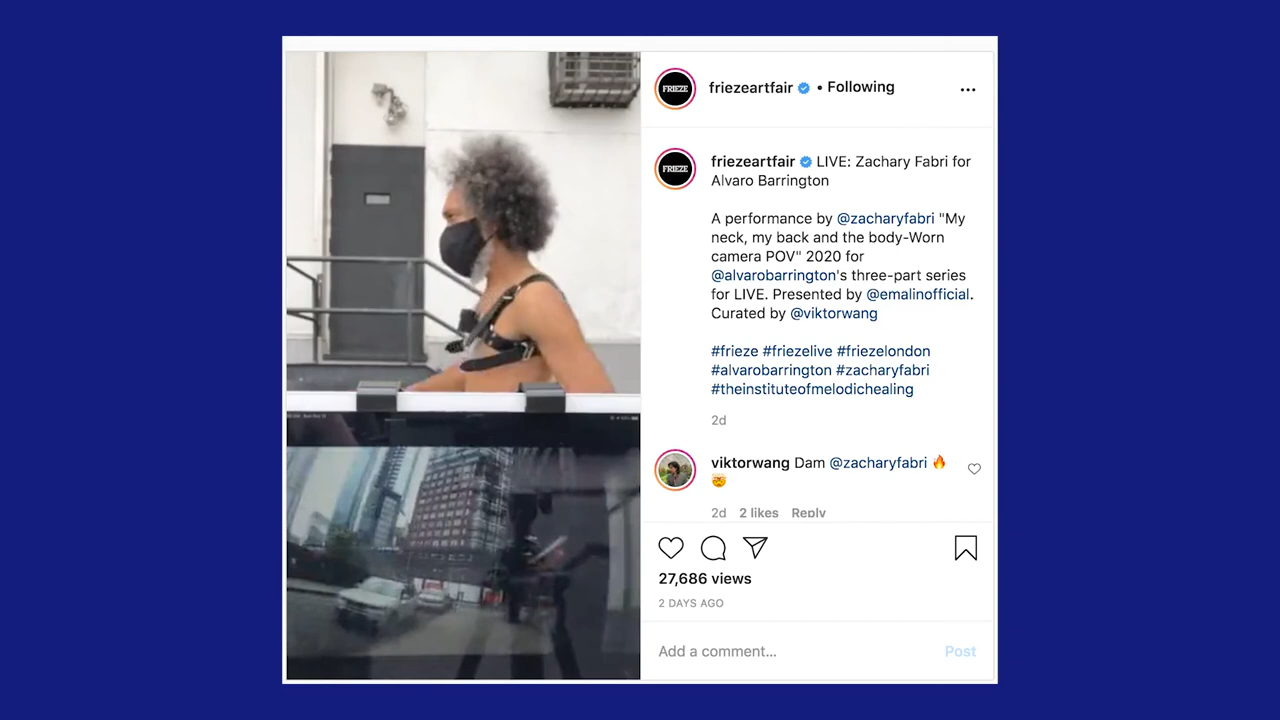 FRIEZE
friezeartfair • Following
FRIEZE
friezeartfair LIVE: Zachary Fabri for
Alvaro Barrington
A performance by @zacharyfabri "My
neck, my back and the body-Worn
camera POV" 2020 for
@alvarobarrington's three-part series
for LIVE. Presented by @emalinofficial.
Curated by @viktorwang
#frieze #friezelive #friezelondon
#alvarobarrington #zacharyfabri
#theinstituteofmelodichealing
2d
viktorwang Dam @zacharyfabri 🔥
🤯
2d 2 likes Reply
27,686 views
2 DAYS AGO
Add a comment... Post